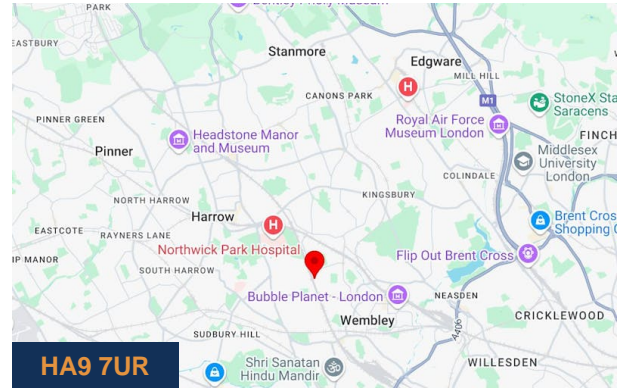 PARK
Stanmore
Edgware
MILL HILL
CANONS PARK
M1
StoneX Sta
Saracens
PINNER GREEN
Royal Air Force
Museum London
FINCH
Headstone Manor
and Museum
Pinner
Middlesex
University
London
COLINDALE
KINGSBURY
NORTH HARROW
Harrow
Brent Cros
Shopping C
EASTCOTE
RAYNERS LANE
Northwick Park Hospital
Flip Out Brent Cross
IP MANOR
SOUTH HARROW
Bubble Planet - London
NEASDEN
Wembley
CRICKLEWOOD
A406
SUDBURY HILL
Shri Sanatan
Hindu Mandir
WILLESDEN
HA9 7UR